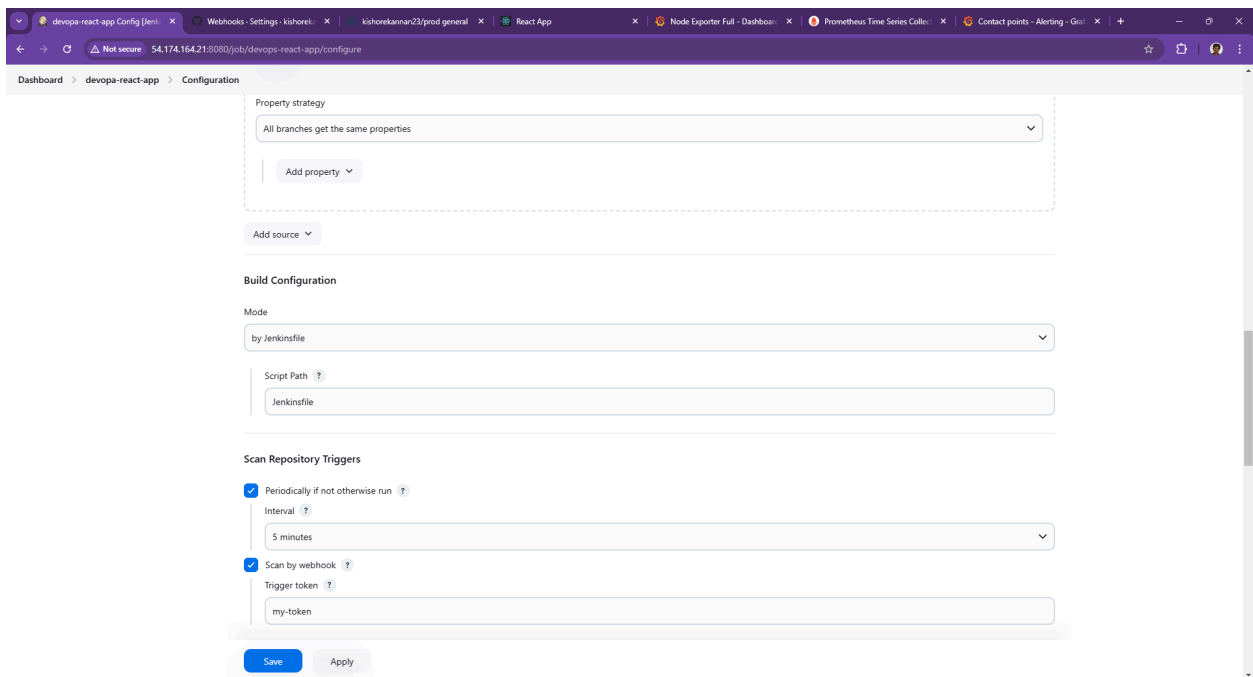 devopa-react-app Config [Jenki
Webhooks · Settings · kishoreka
kishorekannan23/prod general
React App
Node Exporter Full - Dashboard
Prometheus Time Series Collect
Contact points - Alerting - Graf
Not secure 54.174.164.21:8080/job/devops-react-app/configure
Dashboard > devopa-react-app > Configuration
Property strategy
All branches get the same properties
Add property
Add source
Build Configuration
Mode
by Jenkinsfile
Script Path ?
Jenkinsfile
Scan Repository Triggers
Periodically if not otherwise run ?
Interval ?
5 minutes
Scan by webhook ?
Trigger token ?
my-token
Save
Apply